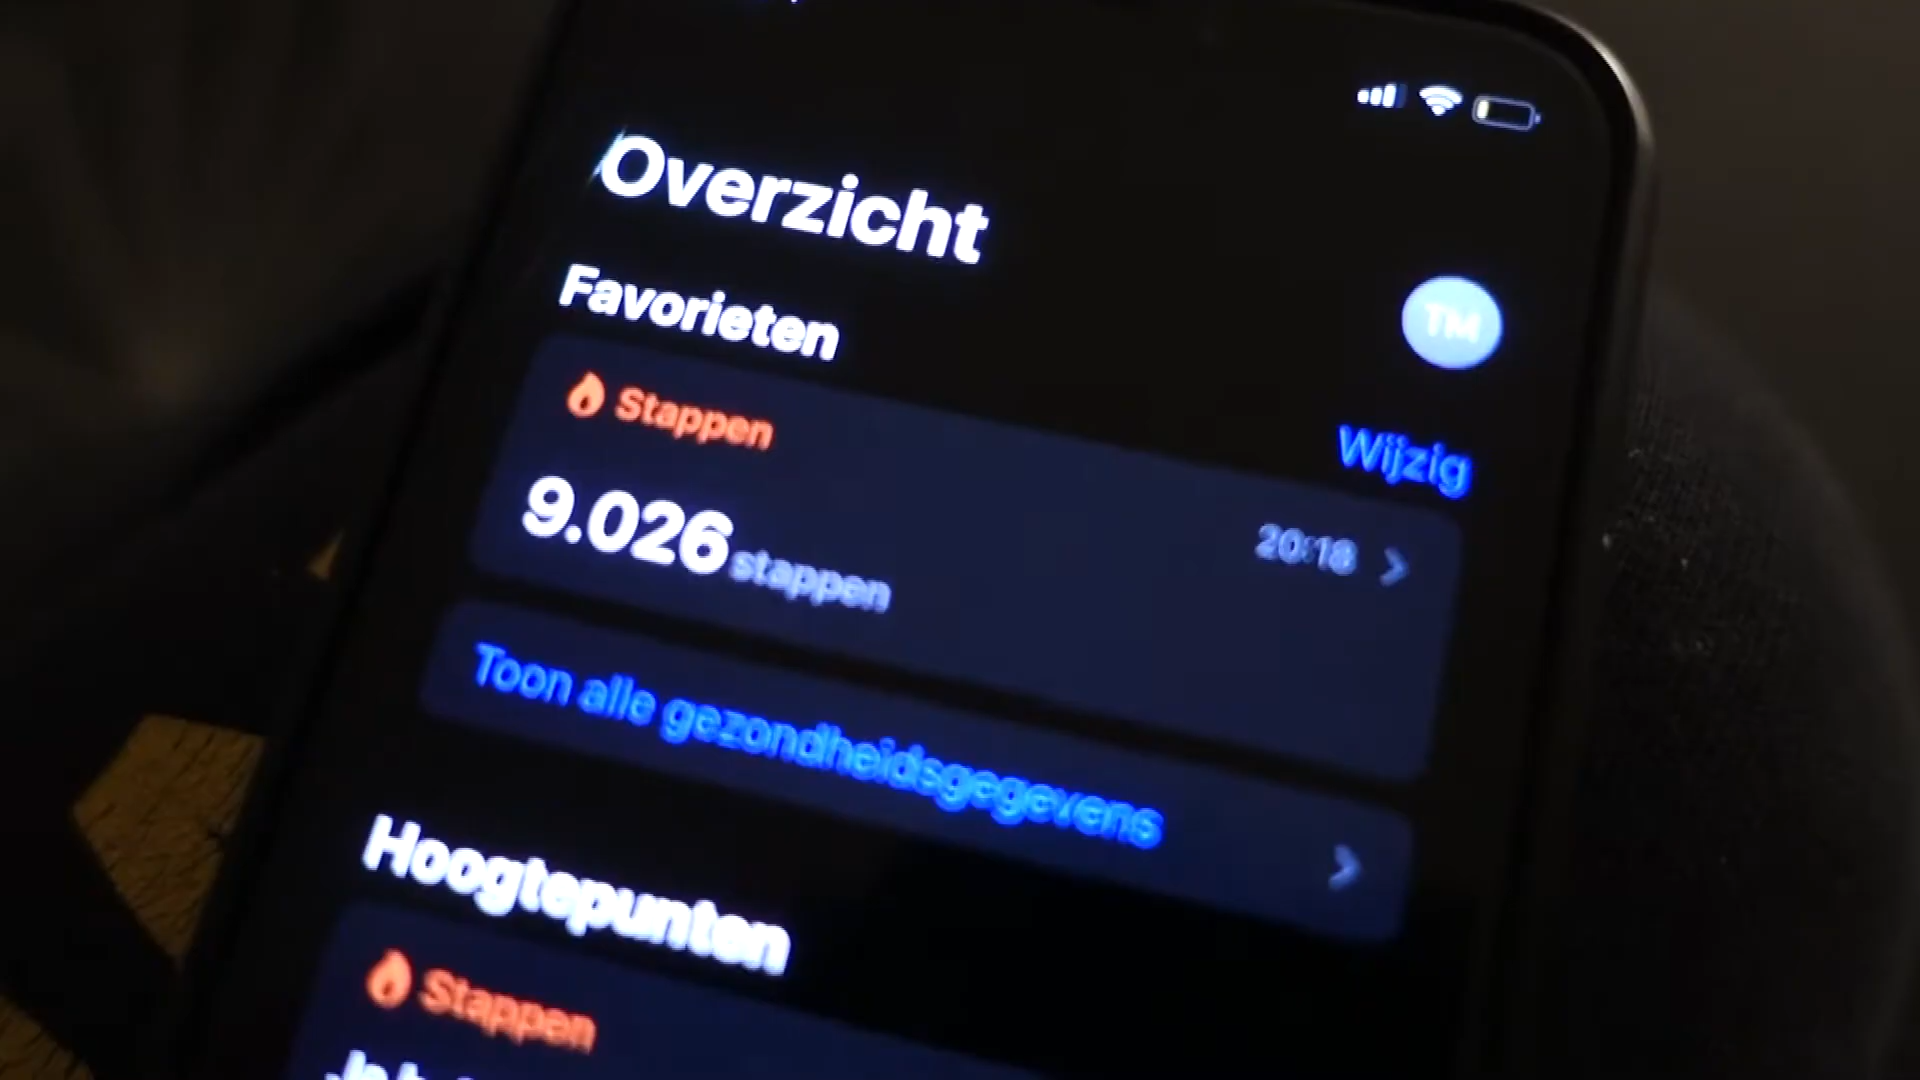 Overzicht
TM
Favorieten
Wijzig
Stappen
9.026 stappen
20:18
Toon alle gezondheidsgegevens
Hoogtepunten
Stappen